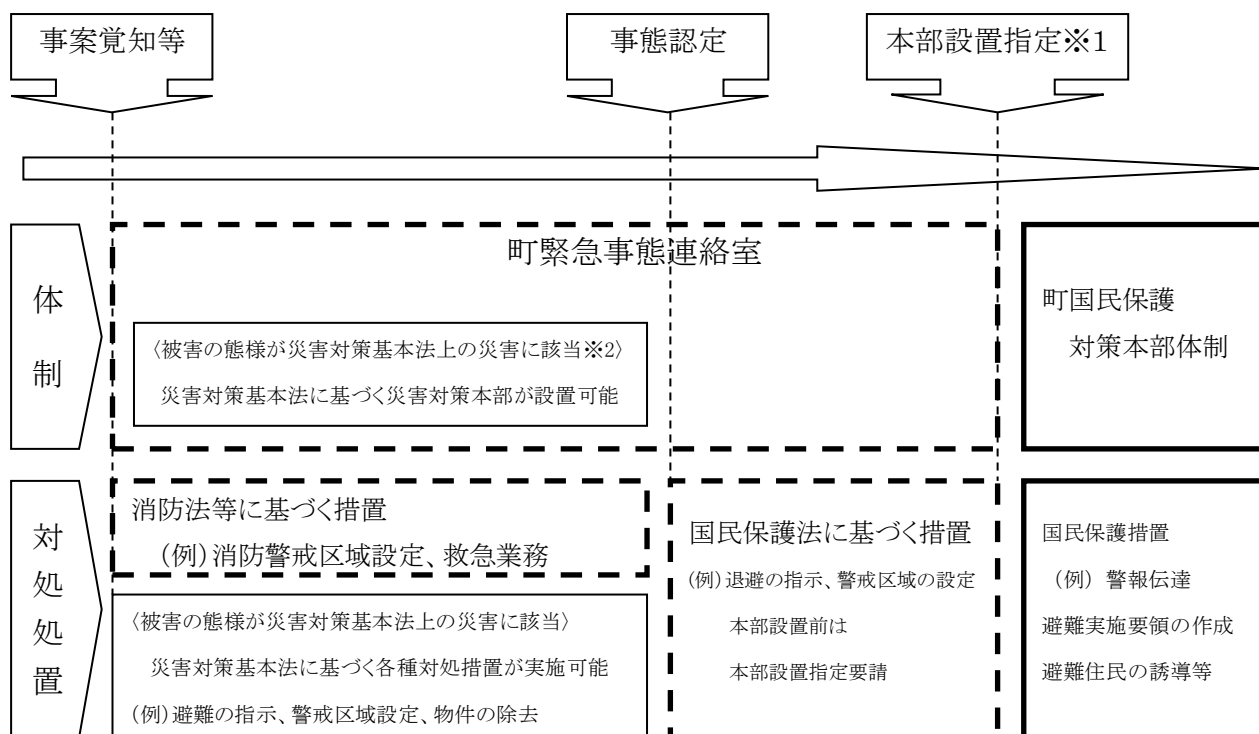 事案覚知等
事態認定
本部設置指定※1
体制
町緊急事態連絡室
〈被害の態様が災害対策基本法上の災害に該当※2〉
災害対策基本法に基づく災害対策本部が設置可能
町国民保護
対策本部体制
対処処置
消防法等に基づく措置
(例)消防警戒区域設定、救急業務
〈被害の態様が災害対策基本法上の災害に該当〉
災害対策基本法に基づく各種対処措置が実施可能
(例)避難の指示、警戒区域設定、物件の除去
国民保護法に基づく措置
(例)退避の指示、警戒区域の設定
本部設置前は
本部設置指定要請
国民保護措置
(例) 警報伝達
避難実施要領の作成
避難住民の誘導等